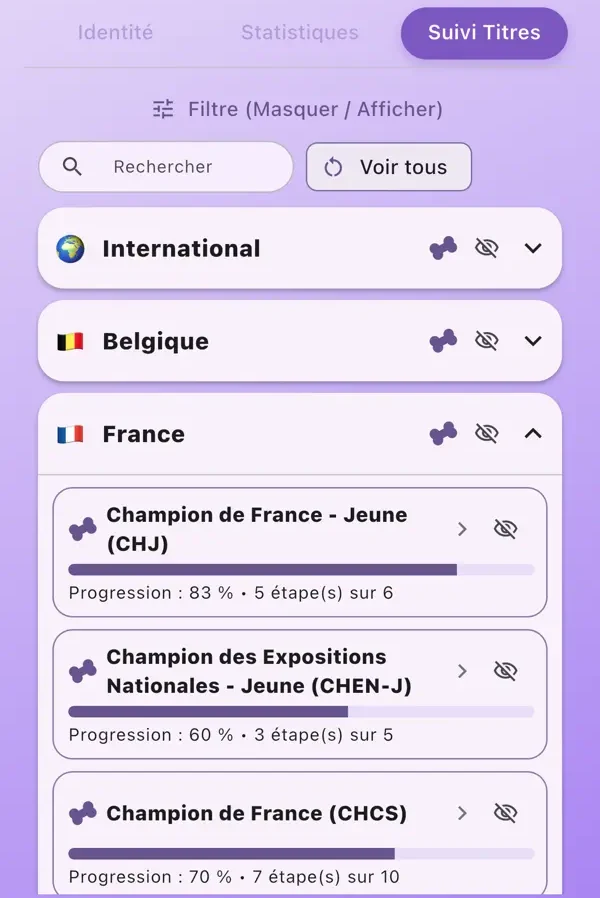 Identité Statistiques Suivi Titres
Filtre (Masquer / Afficher)
Rechercher Voir tous
International
Belgique
France
Champion de France - Jeune
(CHJ)
Progression : 83 % • 5 étape(s) sur 6
Champion des Expositions
Nationales - Jeune (CHEN-J)
Progression : 60 % • 3 étape(s) sur 5
Champion de France (CHCS)
Progression : 70 % • 7 étape(s) sur 10